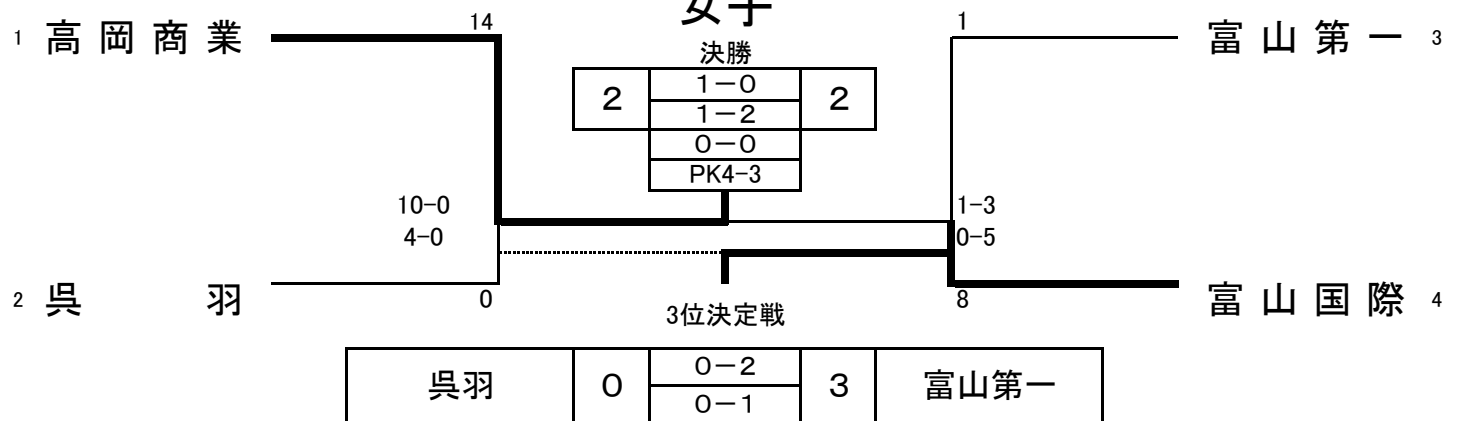 女子
1 高岡商業 14
1 富山第一 3
決勝
2 1－0 2
1－2
0－0
PK4-3
10-0
4-0
1-3
0-5
2 呉羽 0
8 富山国際 4
3位決定戦
呉羽 0 0－2 3 富山第一
0－1